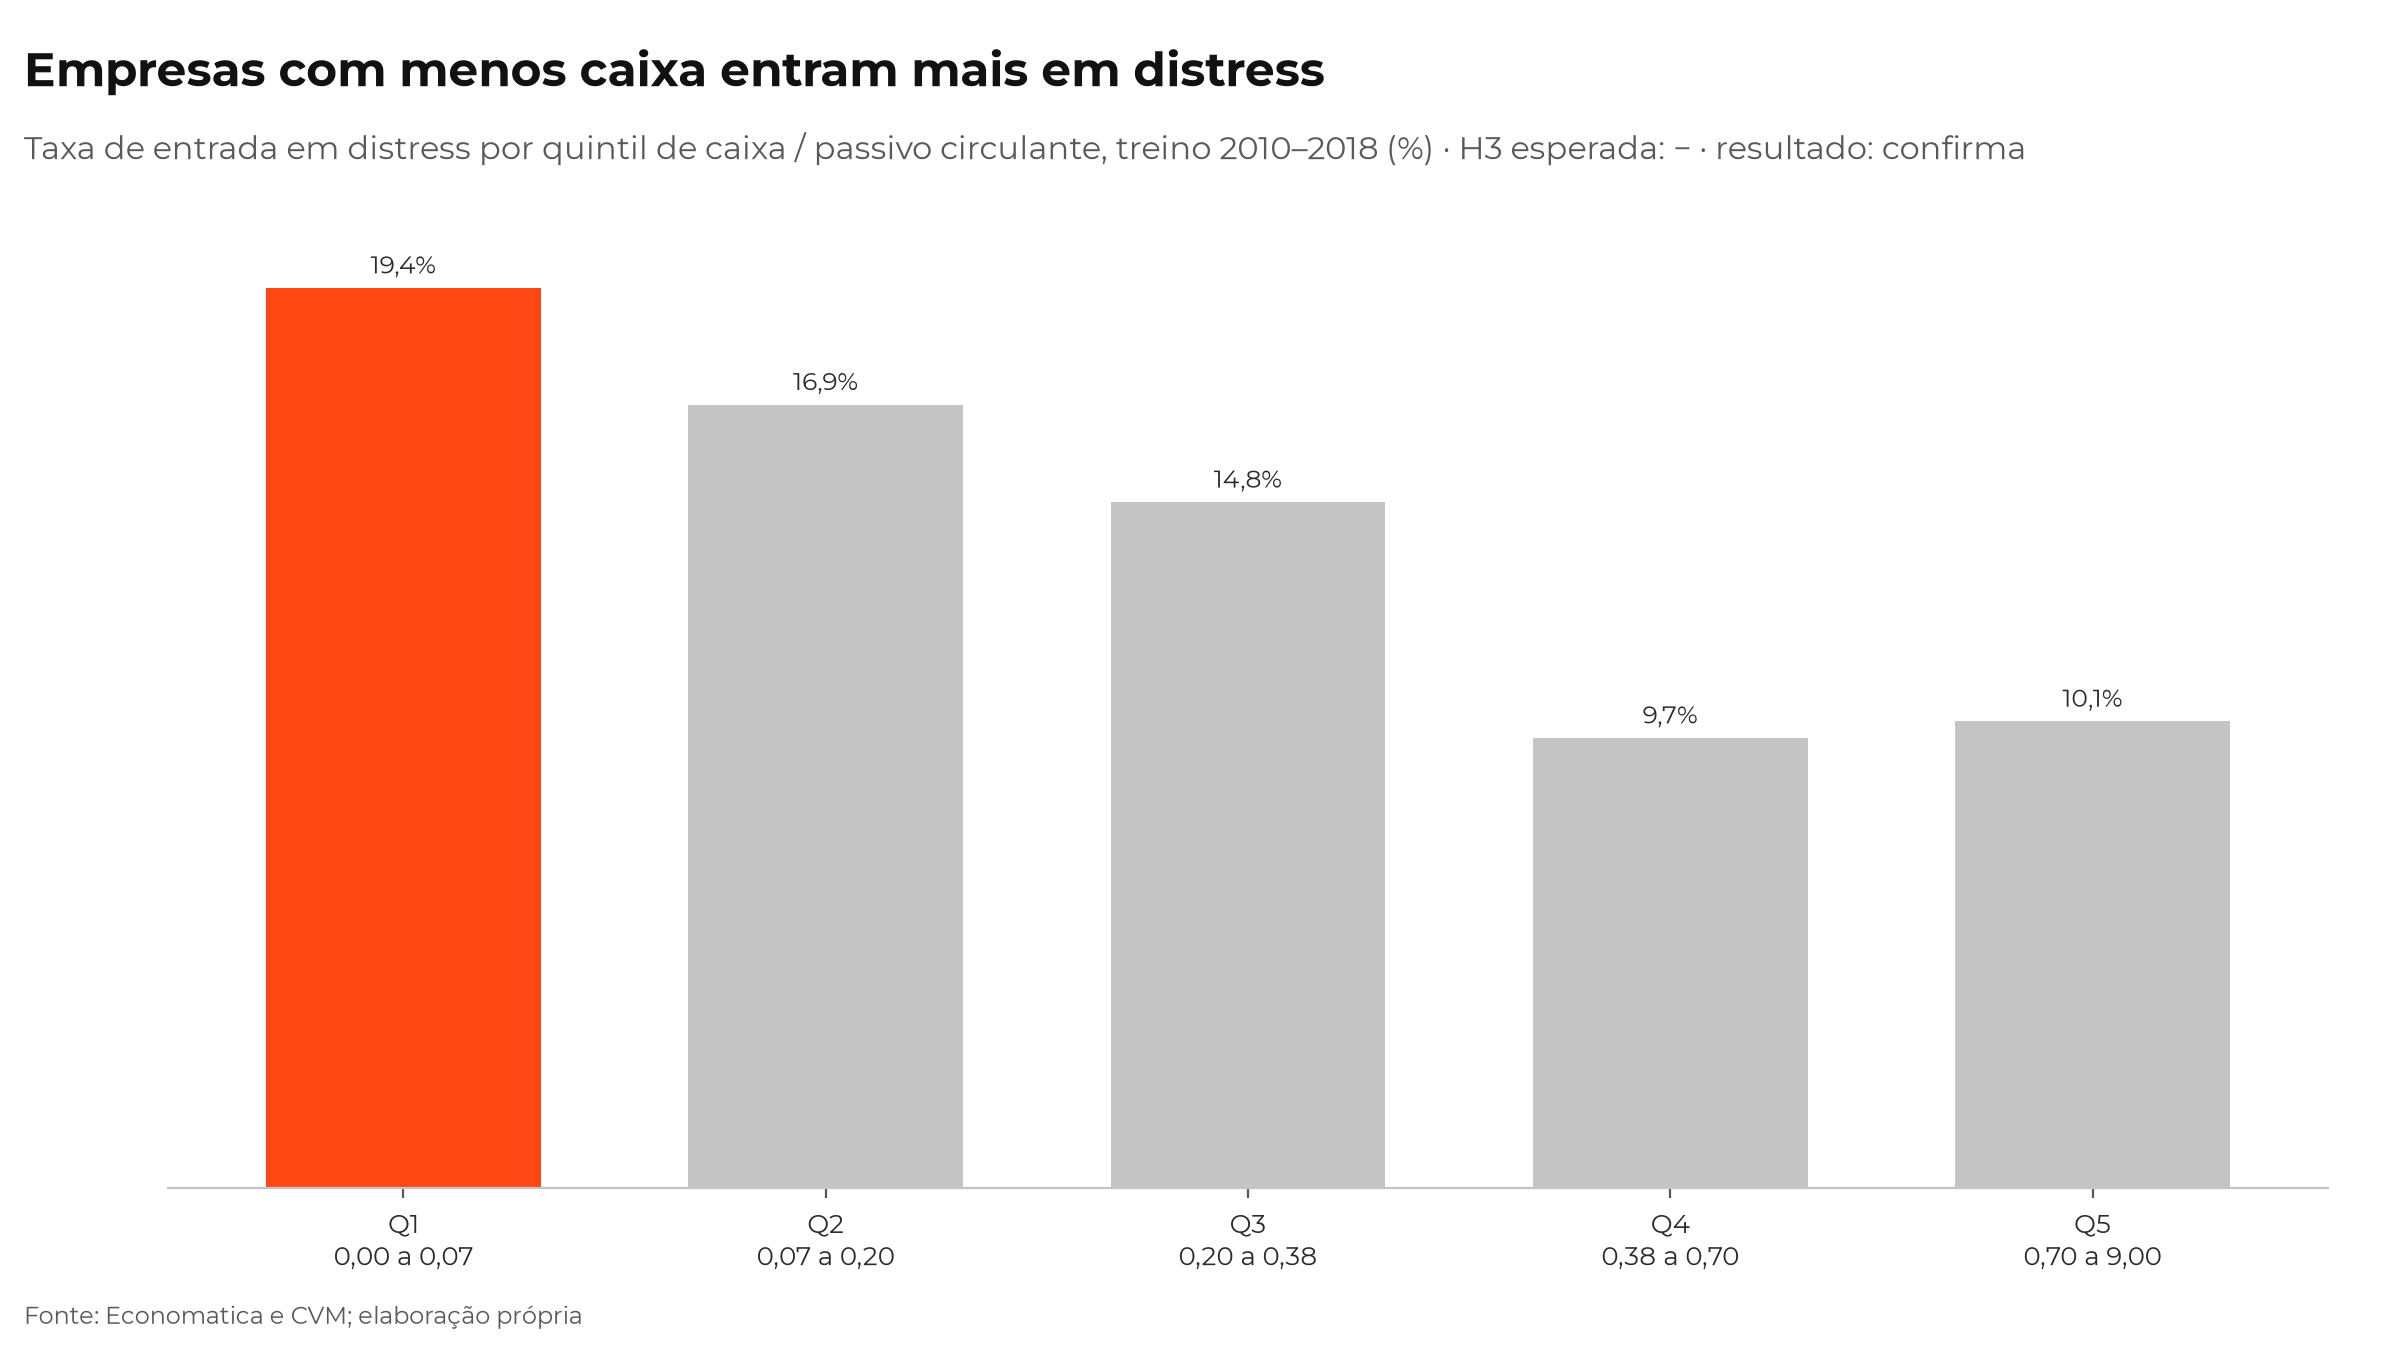 Empresas com menos caixa entram mais em distress
Taxa de entrada em distress por quintil de caixa / passivo circulante, treino 2010–2018 (%) · H3 esperada: − · resultado: confirma
19,4%
16,9%
14,8%
9,7%
10,1%
Q1
0,00 a 0,07
Q2
0,07 a 0,20
Q3
0,20 a 0,38
Q4
0,38 a 0,70
Q5
0,70 a 9,00
Fonte: Economatica e CVM; elaboração própria